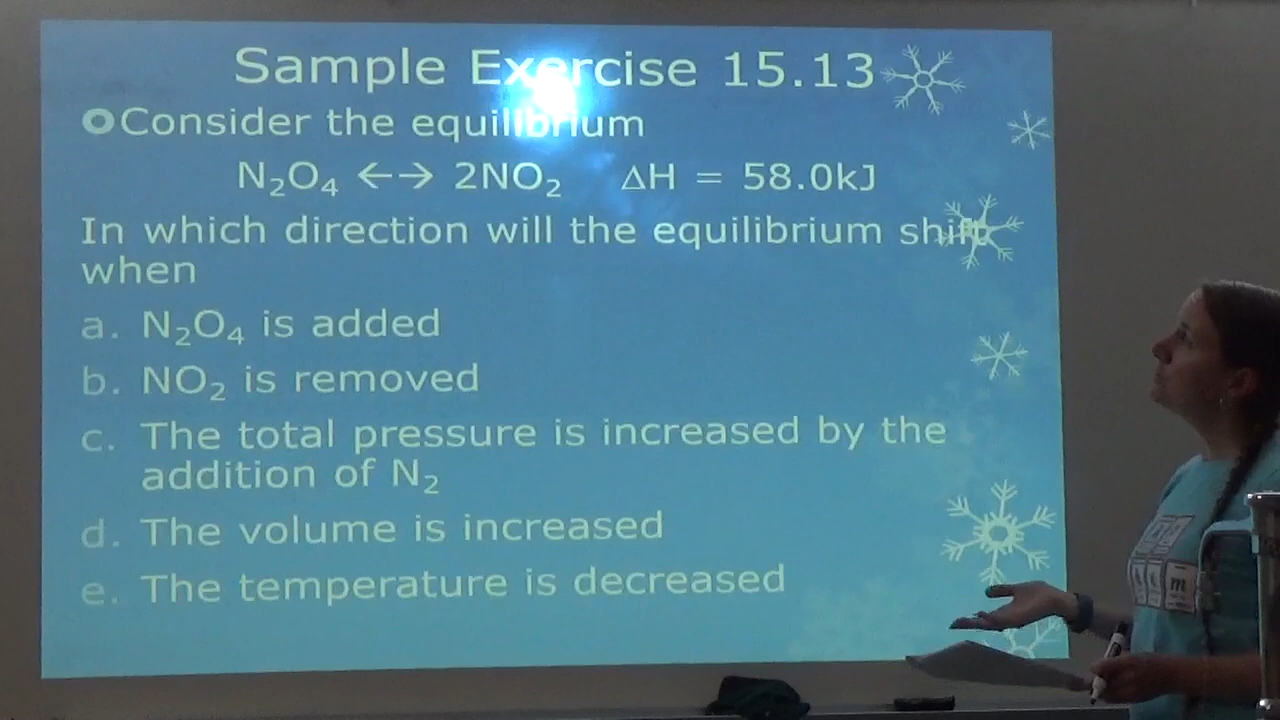 Sample Exercise 15.13
Consider the equilibrium
N₂O₄ ←→ 2NO₂ ΔH = 58.0kJ
In which direction will the equilibrium shift
when
a. N₂O₄ is added
b. NO₂ is removed
c. The total pressure is increased by the
addition of N₂
d. The volume is increased
e. The temperature is decreased
m